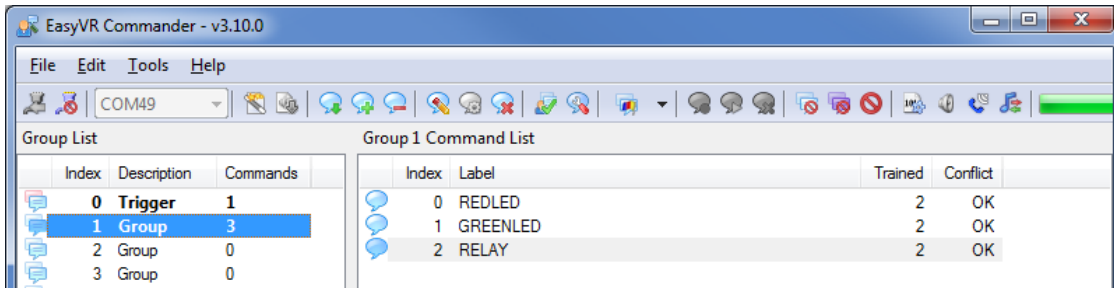 EasyVR Commander - v3.10.0
File Edit Tools Help
COM49
Group List
Group 1 Command List
Index Description Commands
0 Trigger 1
1 Group 3
2 Group 0
3 Group 0
Index Label Trained Conflict
0 REDLED 2 OK
1 GREENLED 2 OK
2 RELAY 2 OK